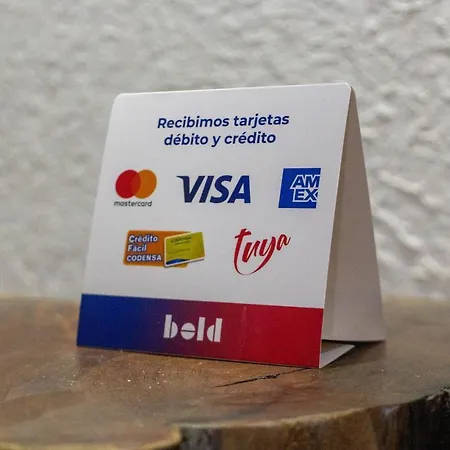 Recibimos tarjetas
débito y crédito
mastercard
VISA
AM
EX
Crédito
Fácil
CODENSA
tuya
bold